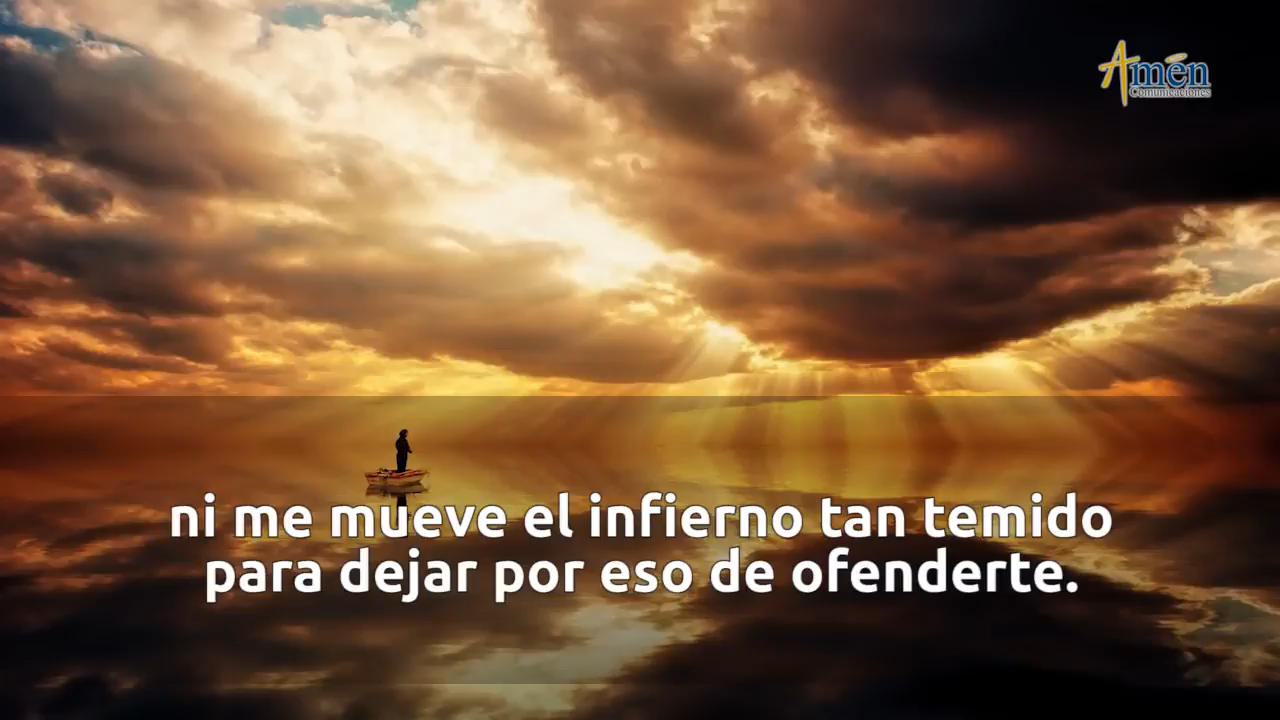 Amén
Comunicaciones
ni me mueve el infierno tan temido
para dejar por eso de ofenderte.